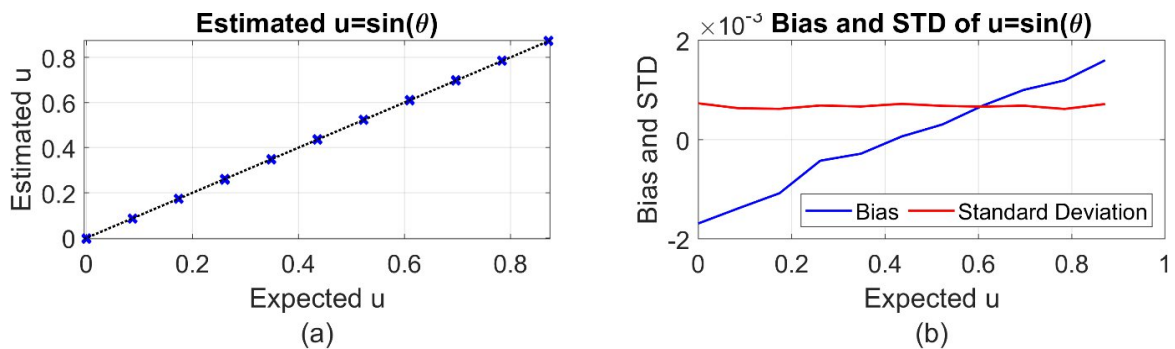 Estimated u=sin(θ)
Estimated u
0.8
0.6
0.4
0.2
0
0 0.2 0.4 0.6 0.8
Expected u
(a)
×10⁻³ Bias and STD of u=sin(θ)
Bias and STD
2
0
-2
Bias Standard Deviation
0 0.2 0.4 0.6 0.8 1
Expected u
(b)